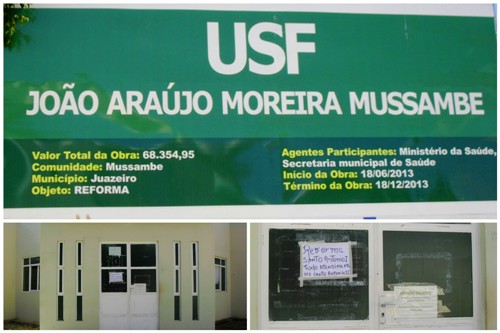 USF
JOÃO ARAÚJO MOREIRA MUSSAMBE
Valor Total da Obra: 68.354,95
Comunidade: Mussambe
Município: Juazeiro
Objeto: REFORMA
Agentes Participantes: Ministério da Saúde,
Secretaria municipal de Saúde
Início da Obra: 18/06/2013
Término da Obra: 18/12/2013
SANTO ANTONIO